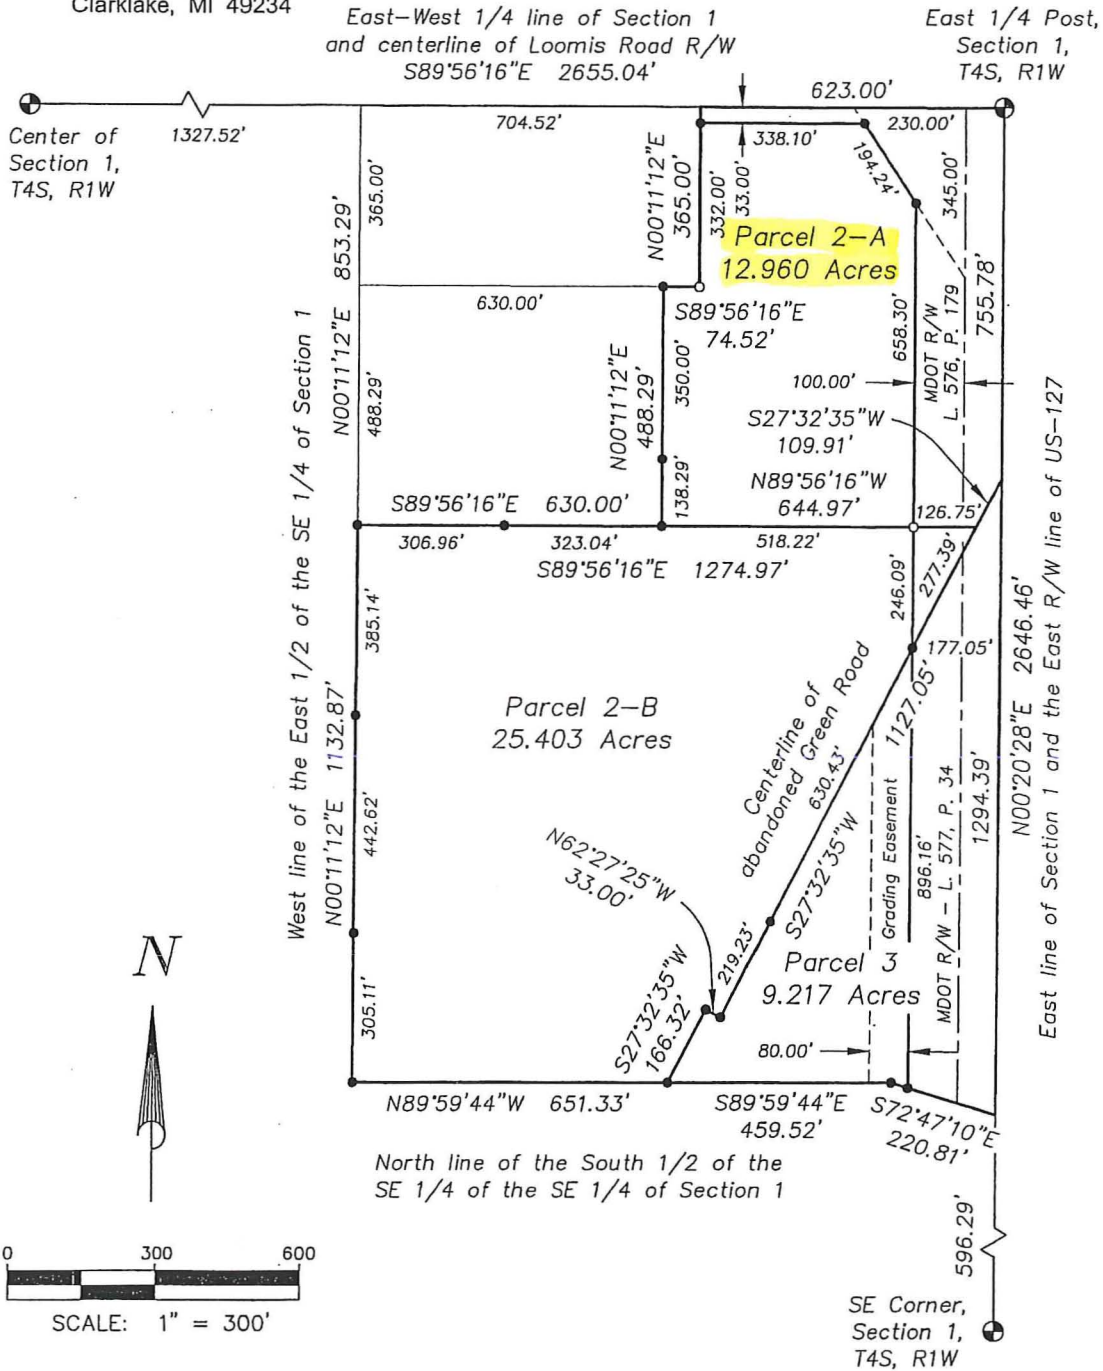 Clarklake, MI 49234
East-West 1/4 line of Section 1
and centerline of Loomis Road R/W
S89°56'16"E 2655.04'
East 1/4 Post,
Section 1,
T4S, R1W
623.00'
Center of
Section 1,
T4S, R1W
1327.52'
704.52'
338.10'
230.00'
194.24'
345.00'
365.00'
N00°11'12"E
365.00'
332.00'
33.00'
Parcel 2-A
12.960 Acres
N00°11'12"E 853.29'
630.00'
S89°56'16"E
74.52'
658.30'
MDOT R/W
L. 576, P. 179
755.78'
100.00'
488.29'
N00°11'12"E
488.29'
350.00'
138.29'
S27°32'35"W
109.91'
N89°56'16"W
644.97'
S89°56'16"E 630.00'
126.75'
306.96'
323.04'
518.22'
S89°56'16"E 1274.97'
West line of the East 1/2 of the SE 1/4 of Section 1
East line of Section 1 and the East R/W line of US-127
N00°20'28"E 2646.46'
385.14'
246.09'
277.39'
177.05'
Parcel 2-B
25.403 Acres
Centerline of
abandoned Green Road
1127.05'
630.43'
S27°32'35"W
N00°11'12"E 1132.87'
442.62'
N62°27'25"W
33.00'
Grading Easement
896.16'
MDOT R/W - L. 577, P. 34
1294.39'
N
219.23'
Parcel 3
9.217 Acres
S27°32'35"W
166.32'
305.11'
80.00'
N89°59'44"W 651.33'
S89°59'44"E
459.52'
S72°47'10"E
220.81'
North line of the South 1/2 of the
SE 1/4 of the SE 1/4 of Section 1
596.29'
0 300 600
SCALE: 1" = 300'
SE Corner,
Section 1,
T4S, R1W